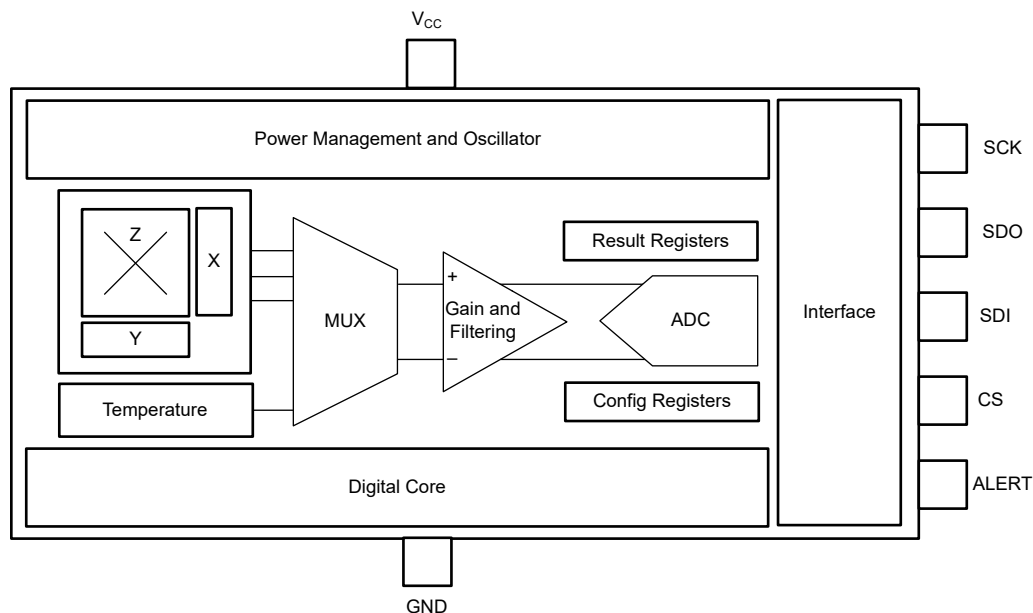 VCC
Power Management and Oscillator
SCK
SDO
SDI
CS
ALERT
Interface
Z
X
Y
Temperature
MUX
+
Gain and
Filtering
–
Result Registers
ADC
Config Registers
Digital Core
GND